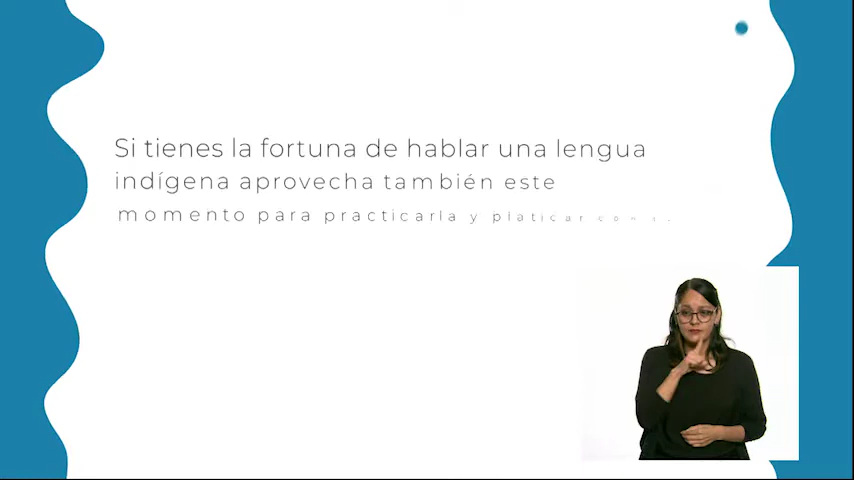 Si tienes la fortuna de hablar una lengua
indígena aprovecha también este
momento para practicarla y platicar con